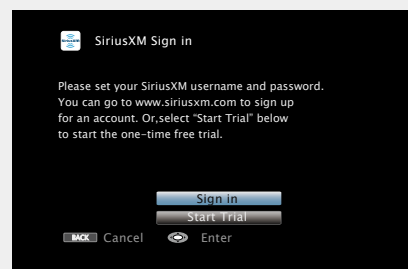 SiriusXM Sign in
Please set your SiriusXM username and password.
You can go to www.siriusxm.com to sign up
for an account. Or,select “Start Trial” below
to start the one-time free trial.
Sign in
Start Trial
BACK Cancel Enter